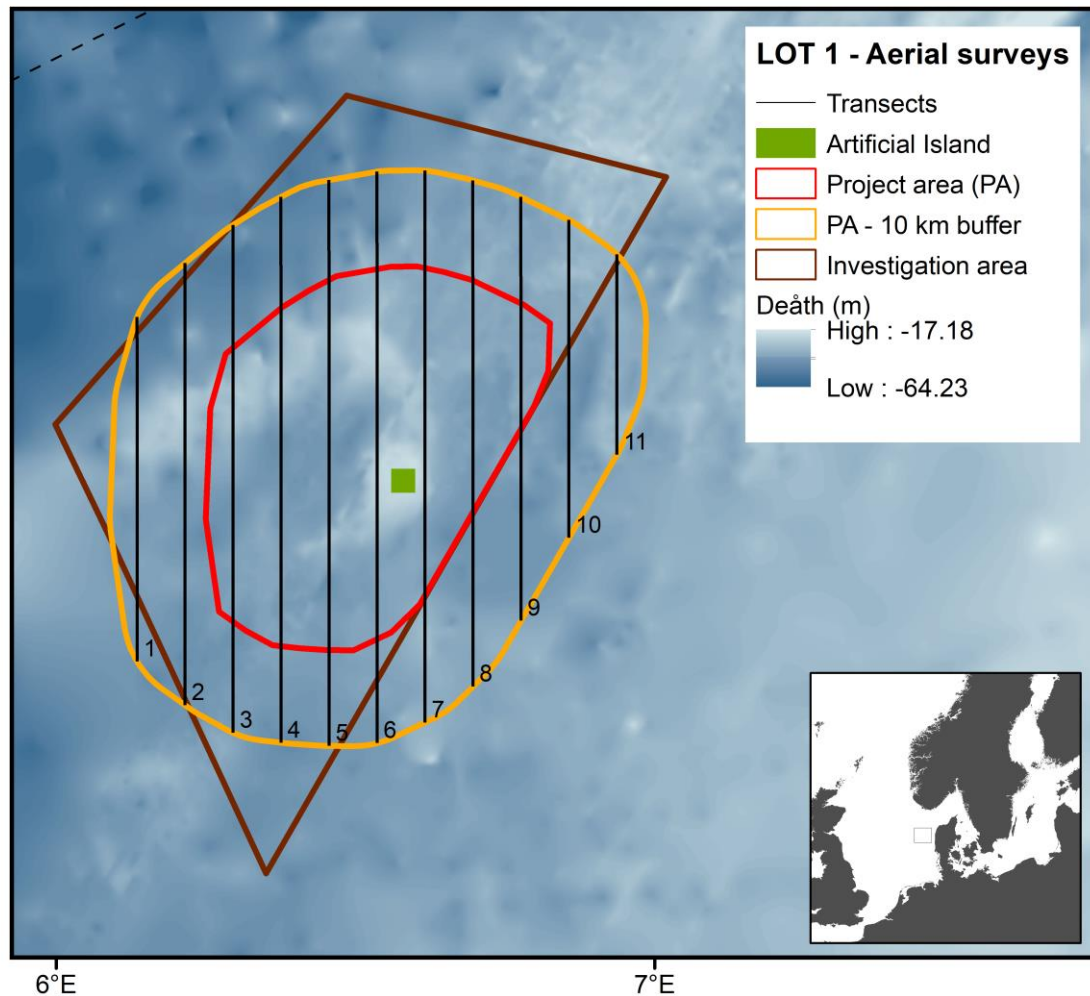 LOT 1 - Aerial surveys
Transects
Artificial Island
Project area (PA)
PA - 10 km buffer
Investigation area
Deåth (m)
High : -17.18
Low : -64.23
11
10
9
1
8
2
7
3
4
5
6
6°E
7°E